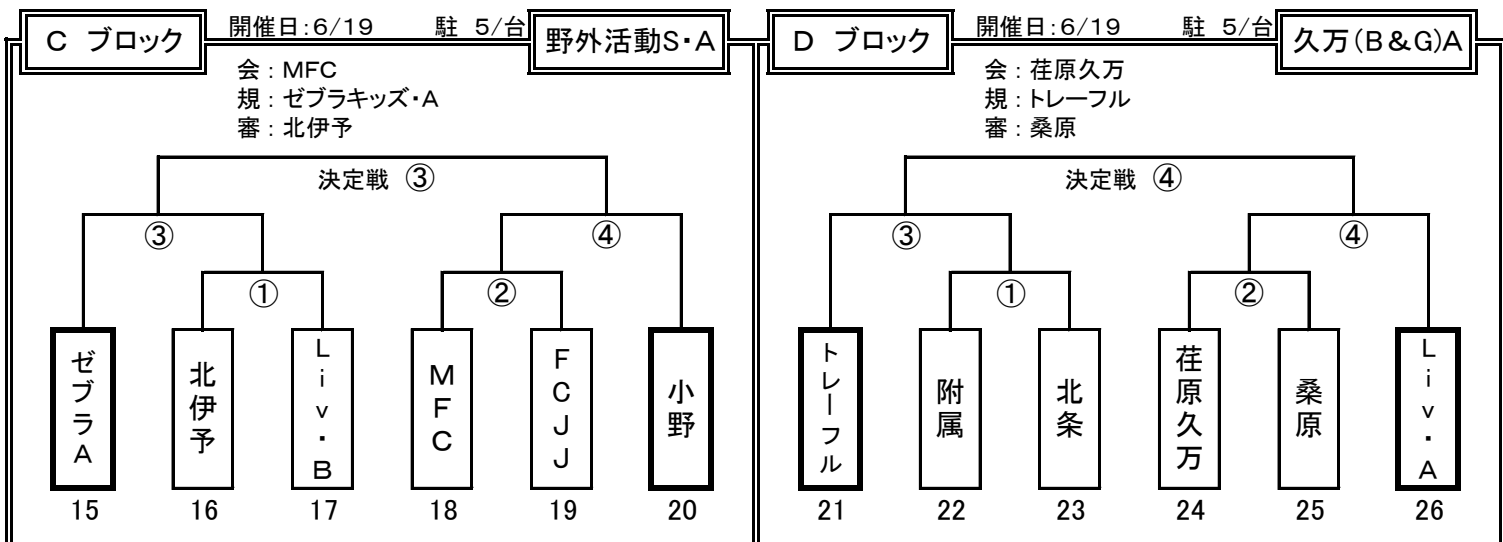 C ブロック
開催日:6/19
駐 5/台
野外活動S・A
会：MFC
規：ゼブラキッズ・A
審：北伊予
決定戦 ③
③
④
①
②
ゼブラA
北伊予
Liv・B
MFC
FCJJ
小野
15
16
17
18
19
20
D ブロック
開催日:6/19
駐 5/台
久万(B&G)A
会：荏原久万
規：トレーフル
審：桑原
決定戦 ④
③
④
①
②
トレーフル
附属
北条
荏原久万
桑原
Liv・A
21
22
23
24
25
26